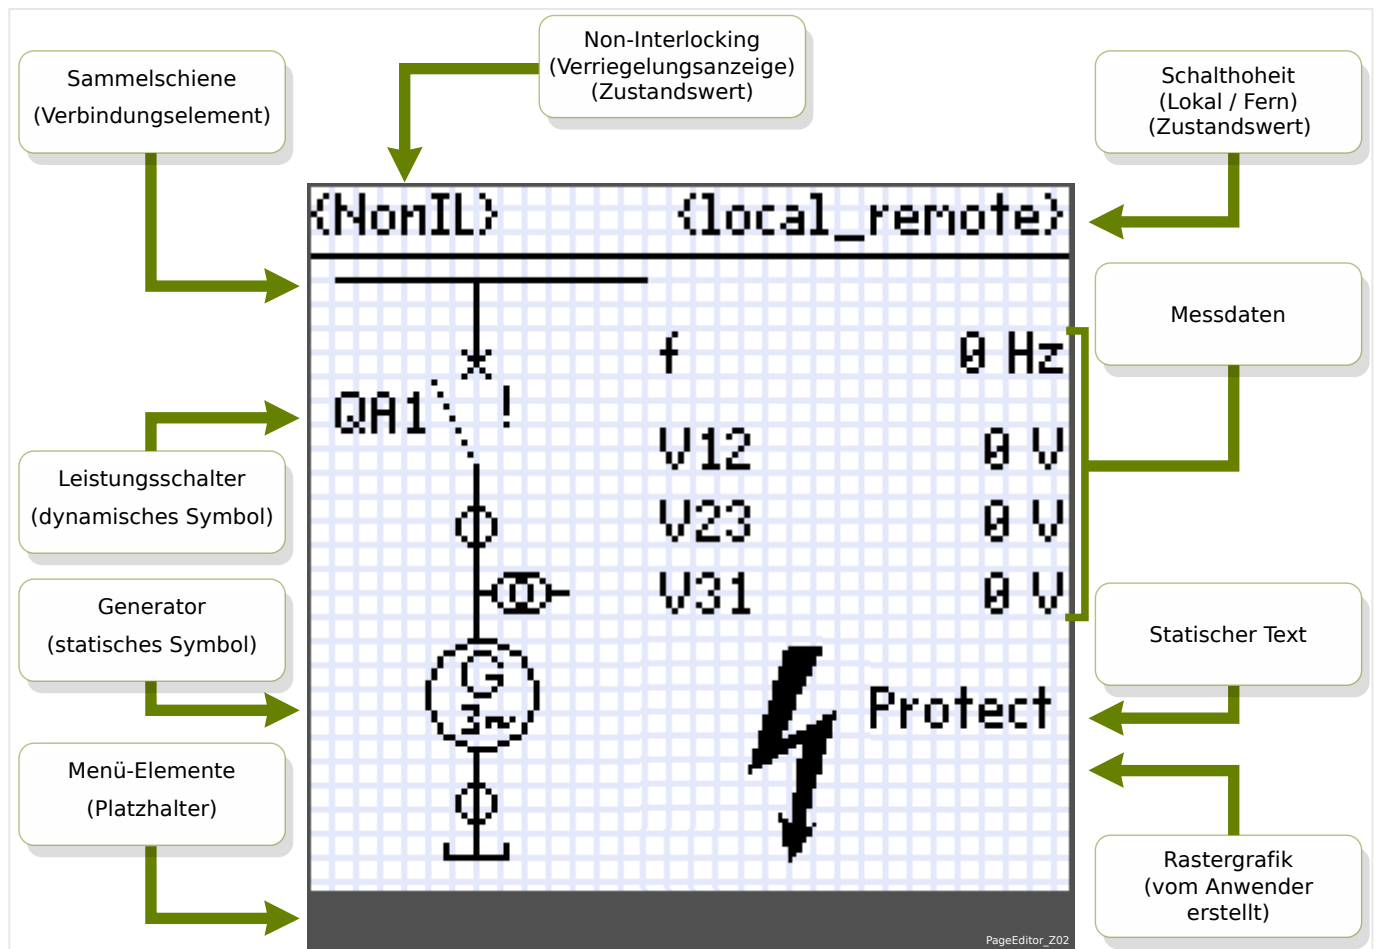 Non-Interlocking
(Verriegelungsanzeige)
(Zustandswert)
Sammelschiene
(Verbindungselement)
Schalthoheit
(Lokal / Fern)
(Zustandswert)
{NonIL}
{local_remote}
Messdaten
f
0 Hz
QA1
!
V12
0 V
Leistungsschalter
(dynamisches Symbol)
V23
0 V
V31
0 V
Generator
(statisches Symbol)
Statischer Text
G
3~
Protect
Menü-Elemente
(Platzhalter)
Rastergrafik
(vom Anwender
erstellt)
PageEditor_Z02